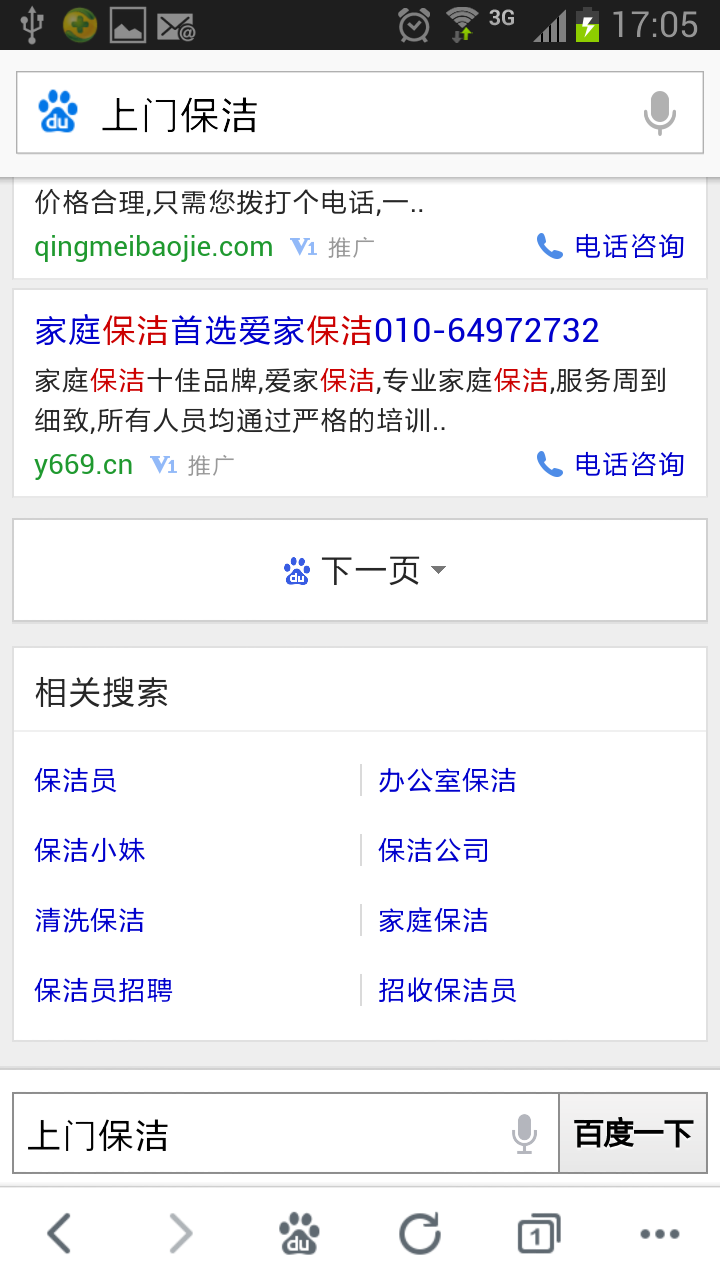 3G 17:05
du 上门保洁
价格合理,只需您拨打个电话,一..
qingmeibaojie.com V1 推广 电话咨询
家庭保洁首选爱家保洁010-64972732
家庭保洁十佳品牌,爱家保洁,专业家庭保洁,服务周到
细致,所有人员均通过严格的培训..
y669.cn V1 推广 电话咨询
du 下一页
相关搜索
保洁员 办公室保洁
保洁小妹 保洁公司
清洗保洁 家庭保洁
保洁员招聘 招收保洁员
上门保洁 百度一下
du 1